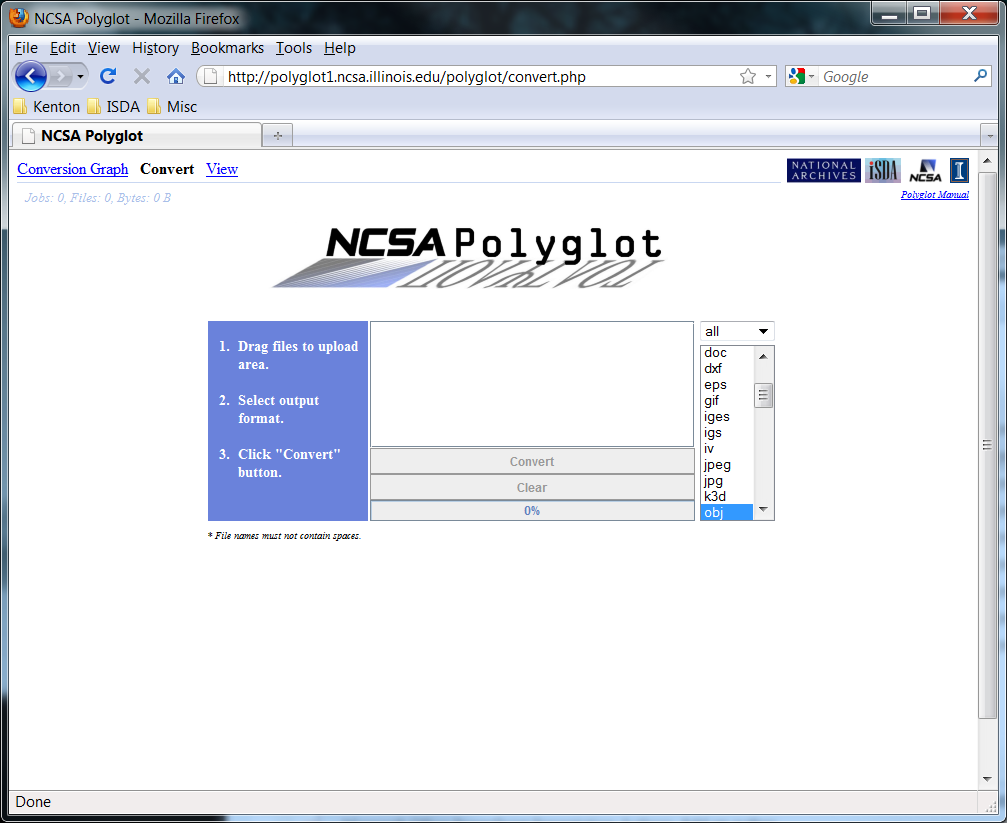 NCSA Polyglot - Mozilla Firefox
File Edit View History Bookmarks Tools Help
http://polyglot1.ncsa.illinois.edu/polyglot/convert.php Google
Kenton ISDA Misc
NCSA Polyglot
Conversion Graph Convert View
NATIONAL ARCHIVES iSDA NCSA I
Jobs: 0, Files: 0, Bytes: 0 B
Polyglot Manual
NCSA Polyglot
1. Drag files to upload
area.
2. Select output
format.
3. Click "Convert"
button.
Convert
Clear
0%
all
doc
dxf
eps
gif
iges
igs
iv
jpeg
jpg
k3d
obj
* File names must not contain spaces.
Done